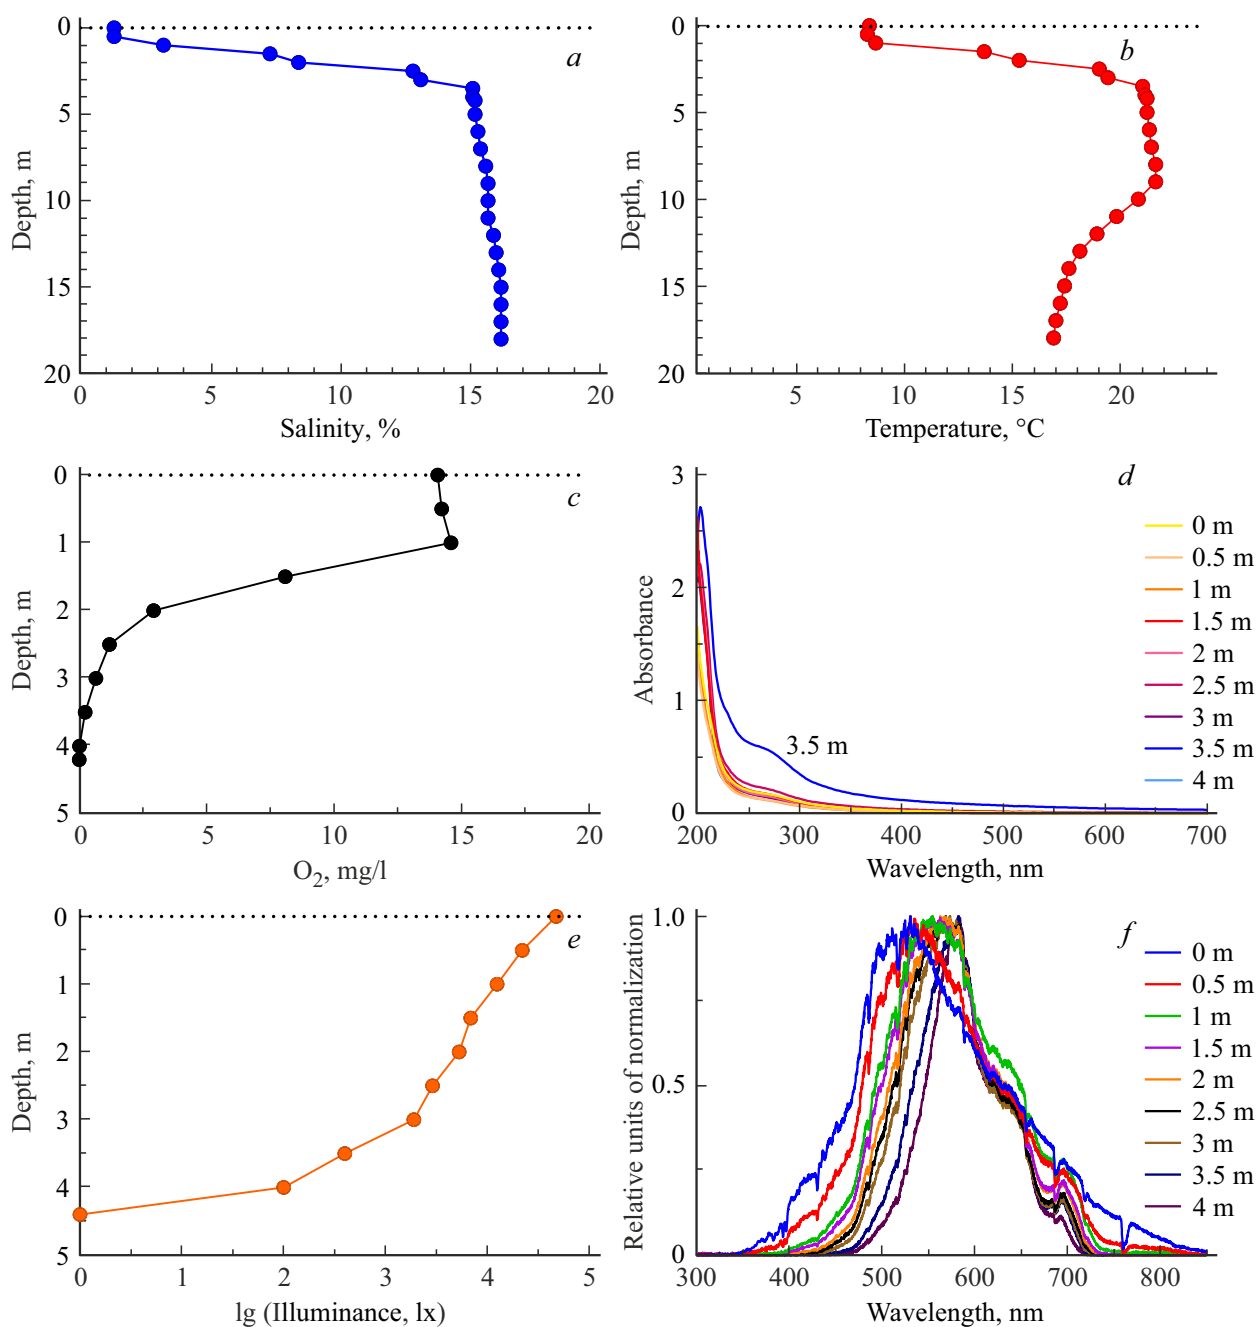 0
5
10
15
20
Depth, m
a
0
5
10
15
20
Salinity, %
0
5
10
15
20
Depth, m
b
5
10
15
20
Temperature, °C
0
1
2
3
4
5
Depth, m
c
0
5
10
15
20
O2, mg/l
3
2
1
0
Absorbance
d
3.5 m
0 m
0.5 m
1 m
1.5 m
2 m
2.5 m
3 m
3.5 m
4 m
200
300
400
500
600
700
Wavelength, nm
0
1
2
3
4
5
Depth, m
e
0
1
2
3
4
5
lg (Illuminance, lx)
1.0
0.5
0
Relative units of normalization
f
0 m
0.5 m
1 m
1.5 m
2 m
2.5 m
3 m
3.5 m
4 m
300
400
500
600
700
800
Wavelength, nm